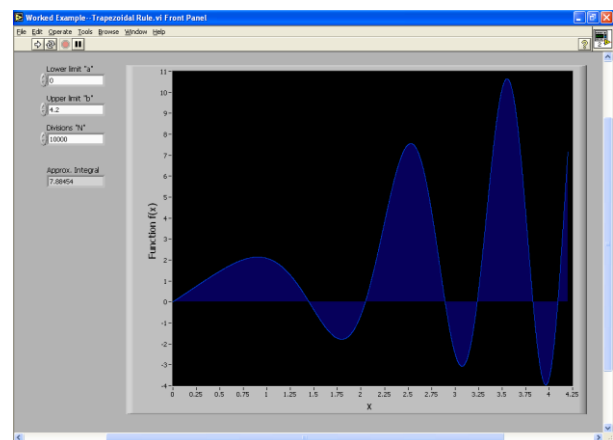 Worked Example--Trapezoidal Rule.vi Front Panel
File Edit Operate Tools Browse Window Help
?
2
Lower limit "a"
0
Upper limit "b"
4.2
Divisions "N"
10000
Approx. Integral
7.88454
Function f(x)
11
10
9
8
7
6
5
4
3
2
1
0
-1
-2
-3
-4
0 0.25 0.5 0.75 1 1.25 1.5 1.75 2 2.25 2.5 2.75 3 3.25 3.5 3.75 4 4.25
X